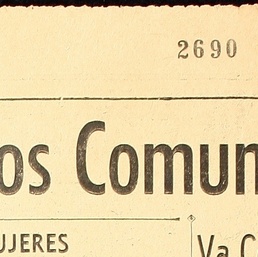 2690
os Comun
UJERES
Va C